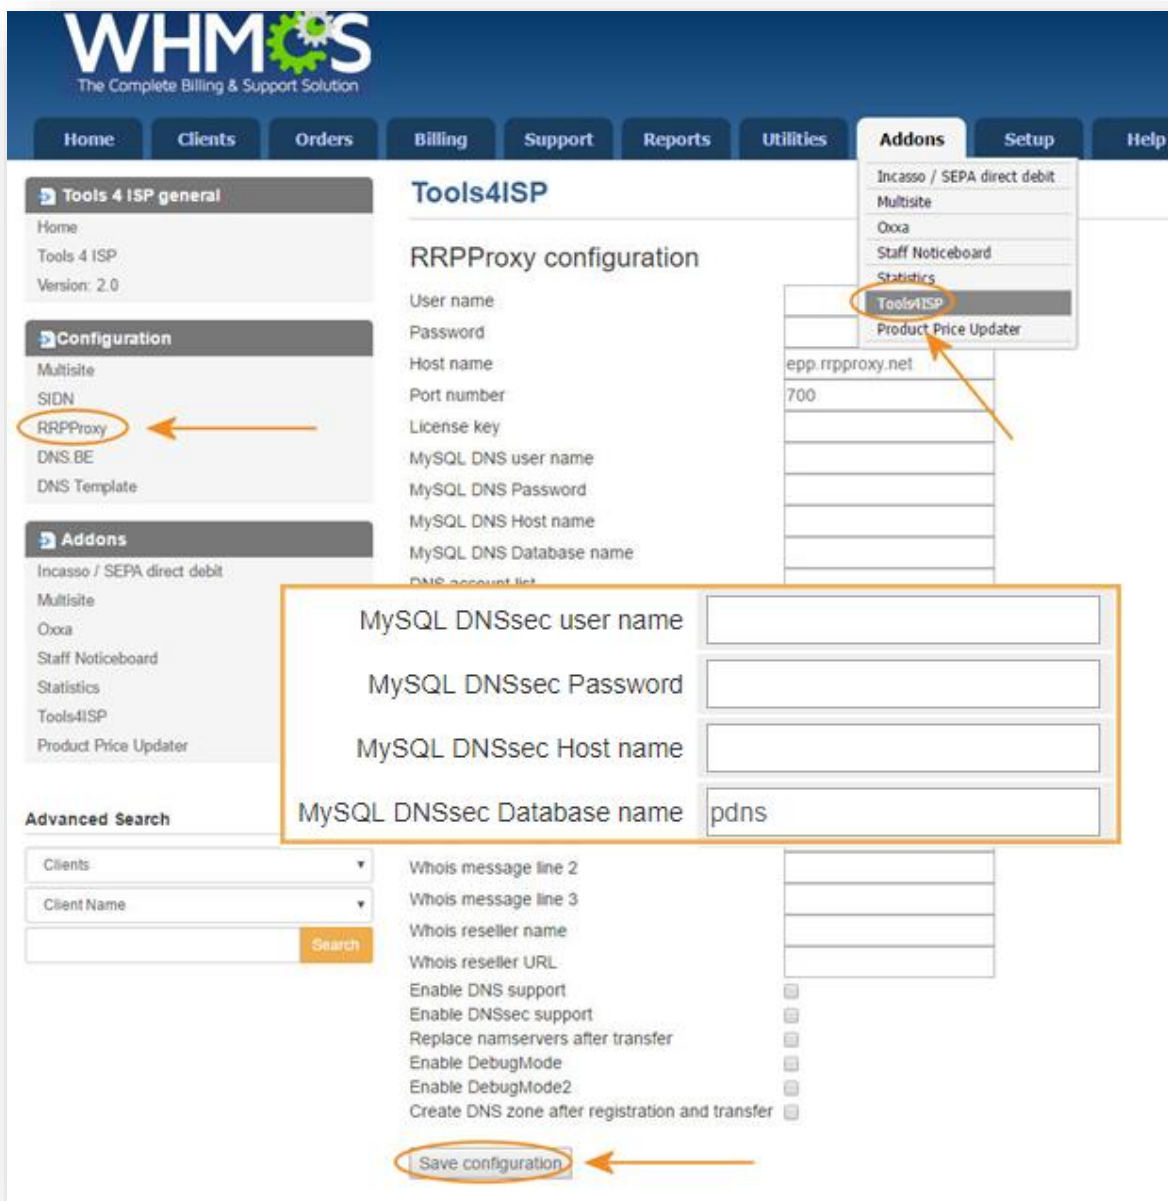 WHMCS
The Complete Billing & Support Solution
Home Clients Orders Billing Support Reports Utilities Addons Setup Help
Incasso / SEPA direct debit
Multisite
Oxxa
Staff Noticeboard
Statistics
Tools4ISP
Product Price Updater
Tools 4 ISP general
Home
Tools 4 ISP
Version: 2.0
Configuration
Multisite
SIDN
RRPProxy
DNS.BE
DNS Template
Addons
Incasso / SEPA direct debit
Multisite
Oxxa
Staff Noticeboard
Statistics
Tools4ISP
Product Price Updater
Advanced Search
Clients
Client Name
Search
Tools4ISP
RRPProxy configuration
User name
Password
Host name epp.rrpproxy.net
Port number 700
License key
MySQL DNS user name
MySQL DNS Password
MySQL DNS Host name
MySQL DNS Database name
DNS account list
MySQL DNSsec user name
MySQL DNSsec Password
MySQL DNSsec Host name
MySQL DNSsec Database name pdns
Whois message line 2
Whois message line 3
Whois reseller name
Whois reseller URL
Enable DNS support
Enable DNSsec support
Replace namservers after transfer
Enable DebugMode
Enable DebugMode2
Create DNS zone after registration and transfer
Save configuration